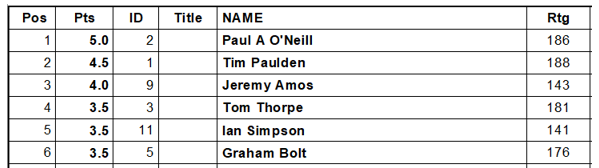 Pos Pts ID Title NAME Rtg
1 5.0 2 Paul A O'Neill 186
2 4.5 1 Tim Paulden 188
3 4.0 9 Jeremy Amos 143
4 3.5 3 Tom Thorpe 181
5 3.5 11 Ian Simpson 141
6 3.5 5 Graham Bolt 176